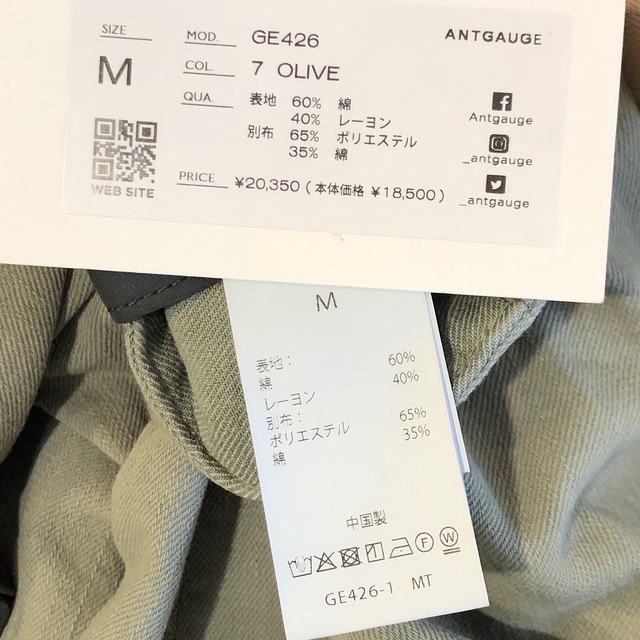 SIZE
M
WEB SITE
MOD. GE426
COL. 7 OLIVE
QUA. 表地 60% 綿
40% レーヨン
別布 65% ポリエステル
35% 綿
PRICE ¥20,350 ( 本体価格 ¥18,500 )
ANTGAUGE
Antgauge
_antgauge
_antgauge
M
表地：
綿 60%
レーヨン 40%
別布：
ポリエステル 65%
綿 35%
中国製
GE426-1 MT